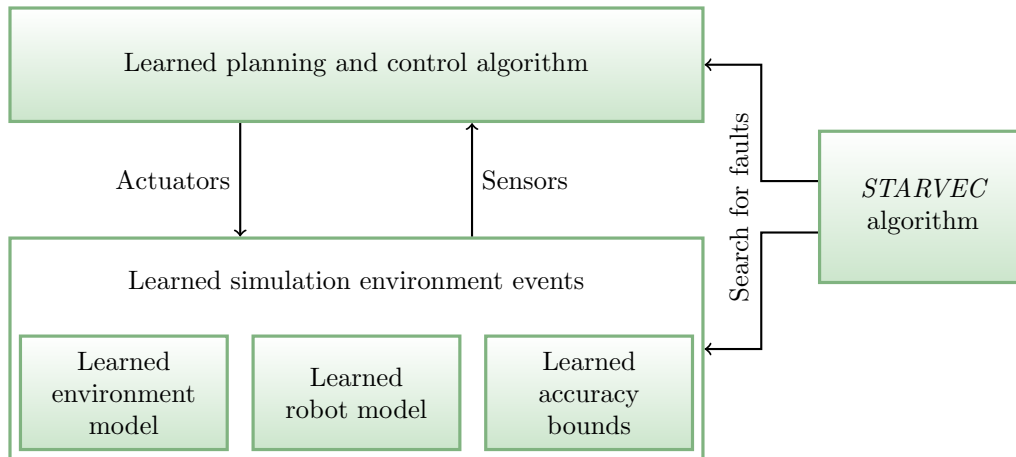 Learned planning and control algorithm
Actuators
Sensors
Search for faults
STARVEC
algorithm
Learned simulation environment events
Learned
environment
model
Learned
robot model
Learned
accuracy
bounds